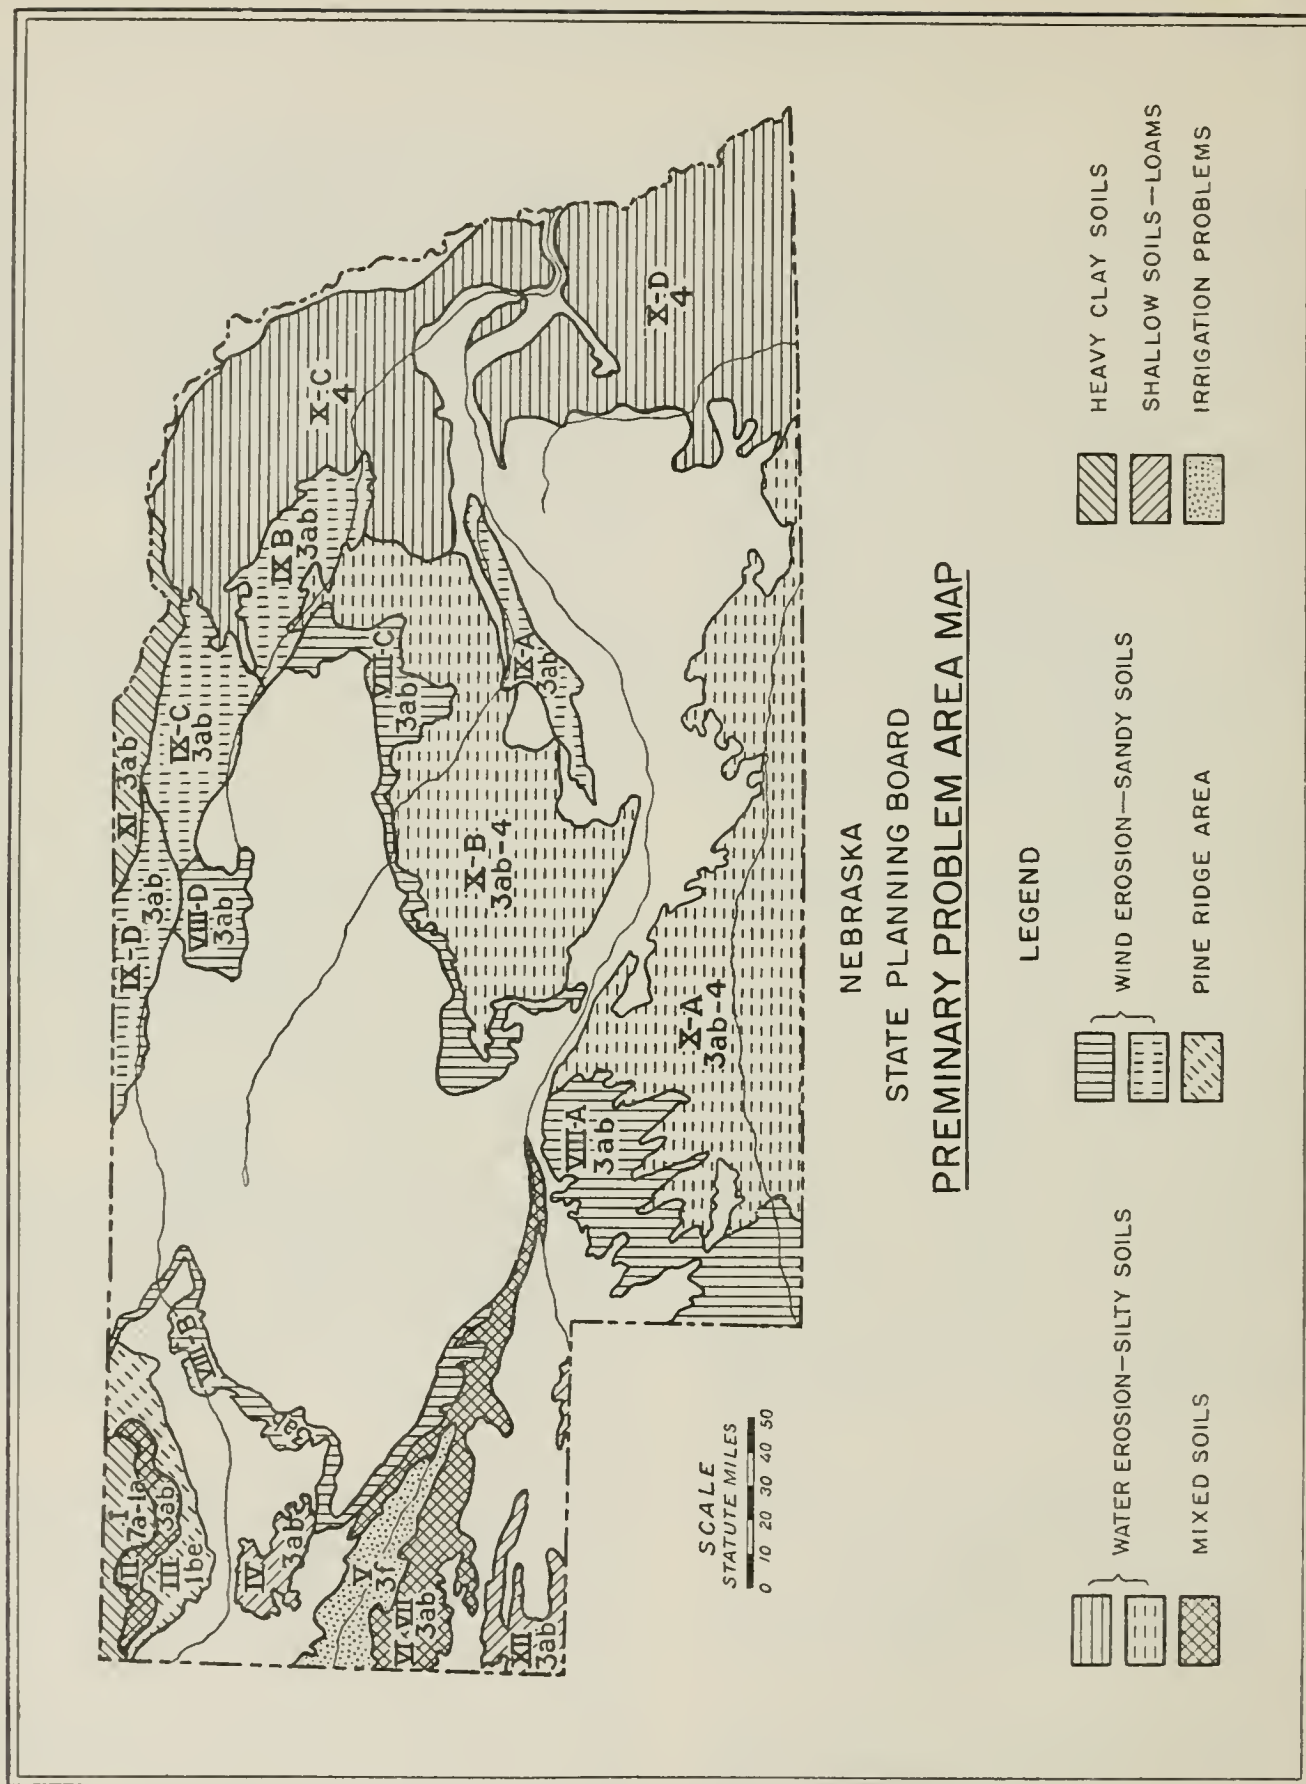 I
7a-1a
II
3ab
III
1be
IV
3ab
V
3f
VI & VII
3ab
XII
3ab
VIII-B
3ab
IX-D
3ab
XI 3ab
VIII-D
3ab
IX-C
3ab
IX B
3ab
X-C
4
VIII-C
3ab
X-B
3ab-4
IX-A
3ab
X-D
4
VIII-A
3ab
X-A
3ab-4
SCALE
STATUTE MILES
0 10 20 30 40 50
NEBRASKA
STATE PLANNING BOARD
PREMINARY PROBLEM AREA MAP
LEGEND
WATER EROSION—SILTY SOILS
MIXED SOILS
WIND EROSION—SANDY SOILS
PINE RIDGE AREA
HEAVY CLAY SOILS
SHALLOW SOILS—LOAMS
IRRIGATION PROBLEMS